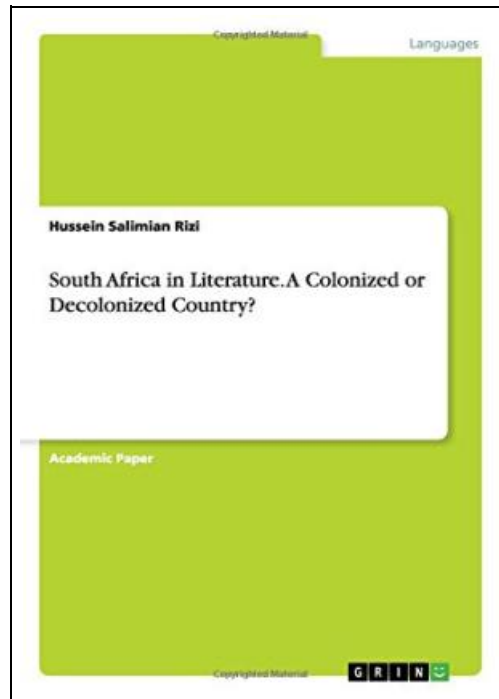 Copyrighted Material
Languages
Hussein Salimian Rizi
South Africa in Literature. A Colonized or
Decolonized Country?
Academic Paper
Copyrighted Material
GRIN